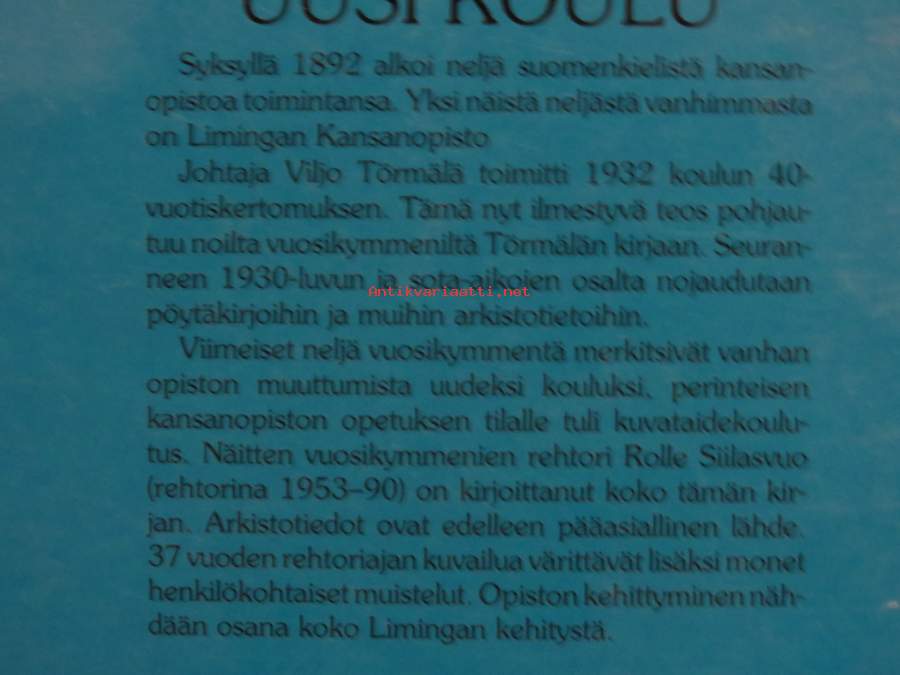 UUSI KOULU
Syksyllä 1892 alkoi neljä suomenkielistä kansan-
opistoa toimintansa. Yksi näistä neljästä vanhimmasta
on Limingan Kansanopisto
Johtaja Viljo Törmälä toimitti 1932 koulun 40-
vuotiskertomuksen. Tämä nyt ilmestyvä teos pohjau-
tuu noilta vuosikymmeniltä Törmälän kirjaan. Seuran-
neen 1930-luvun ja sota-aikojen osalta nojaudutaan
Antikvariaatti.net
pöytäkirjoihin ja muihin arkistotietoihin.
Viimeiset neljä vuosikymmentä merkitsivät vanhan
opiston muuttumista uudeksi kouluksi, perinteisen
kansanopiston opetuksen tilalle tuli kuvataidekoulu-
tus. Näitten vuosikymmenien rehtori Rolle Siilasvuo
(rehtorina 1953–90) on kirjoittanut koko tämän kir-
jan. Arkistotiedot ovat edelleen pääasiallinen lähde.
37 vuoden rehtoriajan kuvailua värittävät lisäksi monet
henkilökohtaiset muistelut. Opiston kehittyminen näh-
dään osana koko Limingan kehitystä.